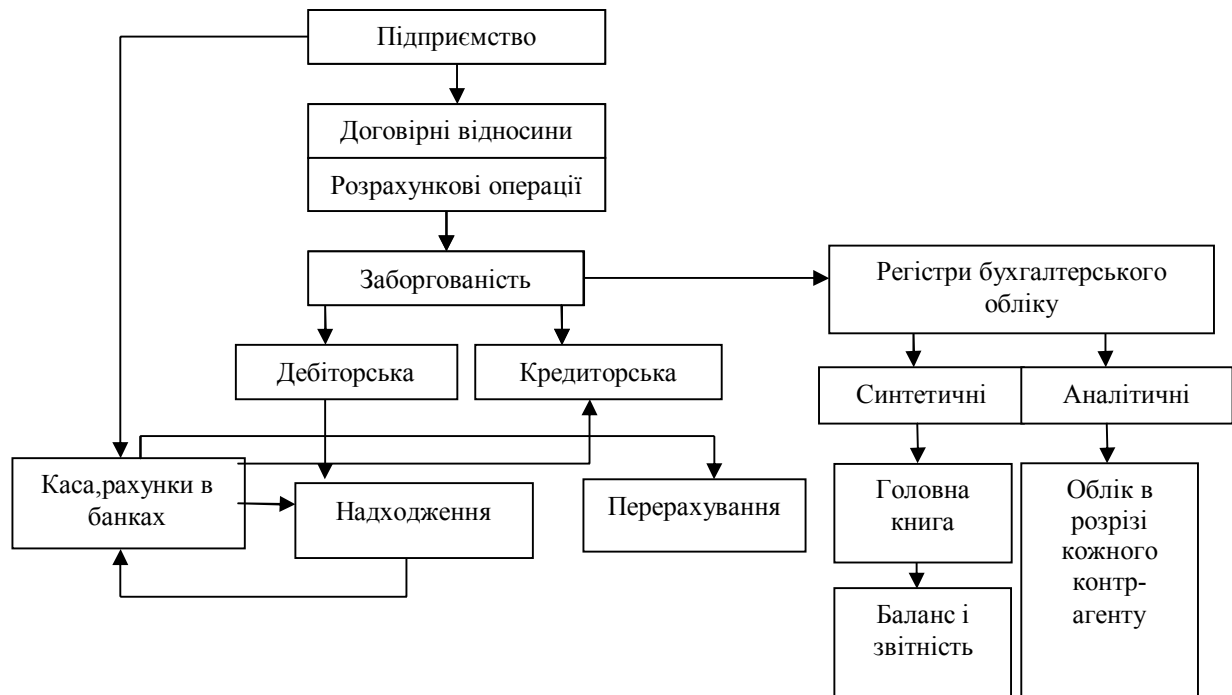 Підприємство
Договірні відносини
Розрахункові операції
Заборгованість
Регістри бухгалтерського
обліку
Дебіторська
Кредиторська
Синтетичні
Аналітичні
Каса,рахунки в
банках
Надходження
Перерахування
Головна
книга
Облік в
розрізі
кожного
контр-
агенту
Баланс і
звітність